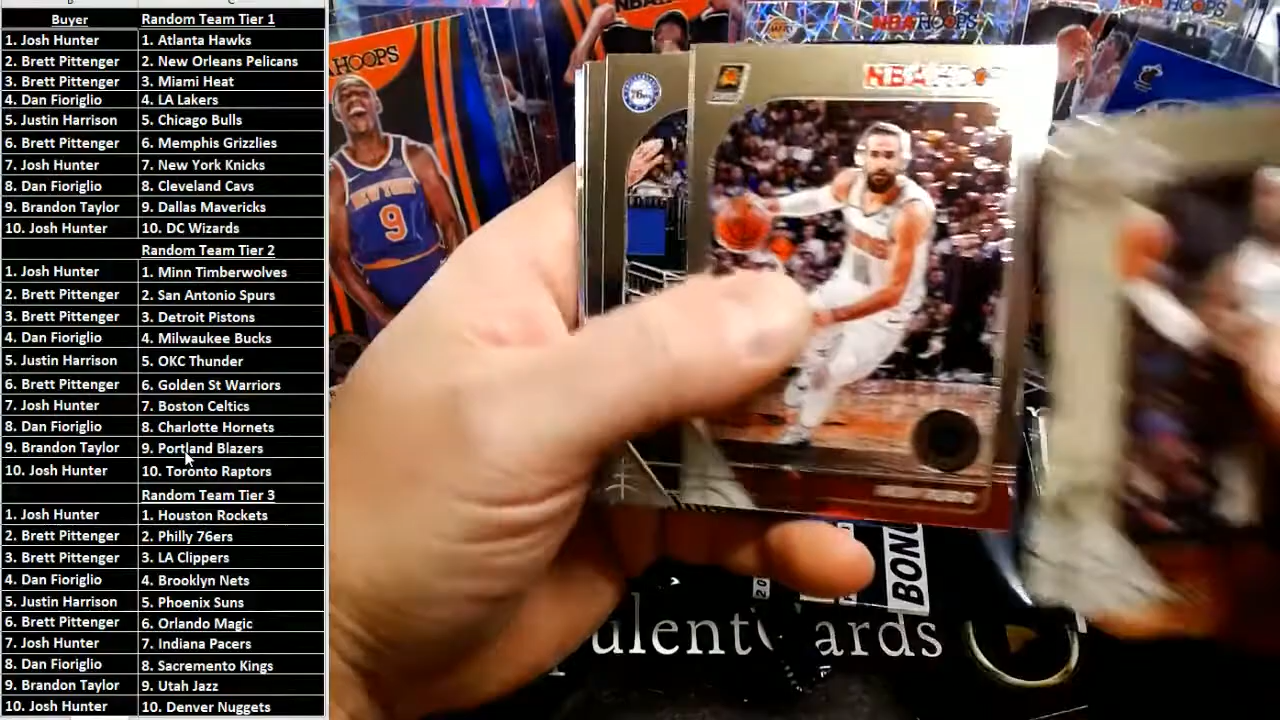 Buyer Random Team Tier 1
1. Josh Hunter 1. Atlanta Hawks
2. Brett Pittenger 2. New Orleans Pelicans
3. Brett Pittenger 3. Miami Heat
4. Dan Fioriglio 4. LA Lakers
5. Justin Harrison 5. Chicago Bulls
6. Brett Pittenger 6. Memphis Grizzlies
7. Josh Hunter 7. New York Knicks
8. Dan Fioriglio 8. Cleveland Cavs
9. Brandon Taylor 9. Dallas Mavericks
10. Josh Hunter 10. DC Wizards
Random Team Tier 2
1. Josh Hunter 1. Minn Timberwolves
2. Brett Pittenger 2. San Antonio Spurs
3. Brett Pittenger 3. Detroit Pistons
4. Dan Fioriglio 4. Milwaukee Bucks
5. Justin Harrison 5. OKC Thunder
6. Brett Pittenger 6. Golden St Warriors
7. Josh Hunter 7. Boston Celtics
8. Dan Fioriglio 8. Charlotte Hornets
9. Brandon Taylor 9. Portland Blazers
10. Josh Hunter 10. Toronto Raptors
Random Team Tier 3
1. Josh Hunter 1. Houston Rockets
2. Brett Pittenger 2. Philly 76ers
3. Brett Pittenger 3. LA Clippers
4. Dan Fioriglio 4. Brooklyn Nets
5. Justin Harrison 5. Phoenix Suns
6. Brett Pittenger 6. Orlando Magic
7. Josh Hunter 7. Indiana Pacers
8. Dan Fioriglio 8. Sacremento Kings
9. Brandon Taylor 9. Utah Jazz
10. Josh Hunter 10. Denver Nuggets
HOOPS
NEW YORK
9
NBA HOOPS
76
BONU
ulent Cards